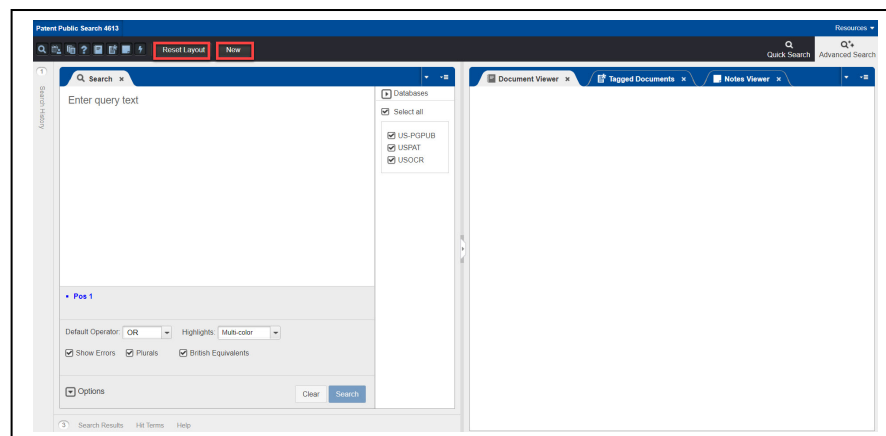 Patent Public Search 4613
Resources
Reset Layout
New
Quick Search
Advanced Search
1
Search History
Search ×
Enter query text
Databases
Select all
US-PGPUB
USPAT
USOCR
Pos 1
Default Operator: OR
Highlights: Multi-color
Show Errors
Plurals
British Equivalents
Options
Clear
Search
3
Search Results
Hit Terms
Help
Document Viewer ×
Tagged Documents ×
Notes Viewer ×